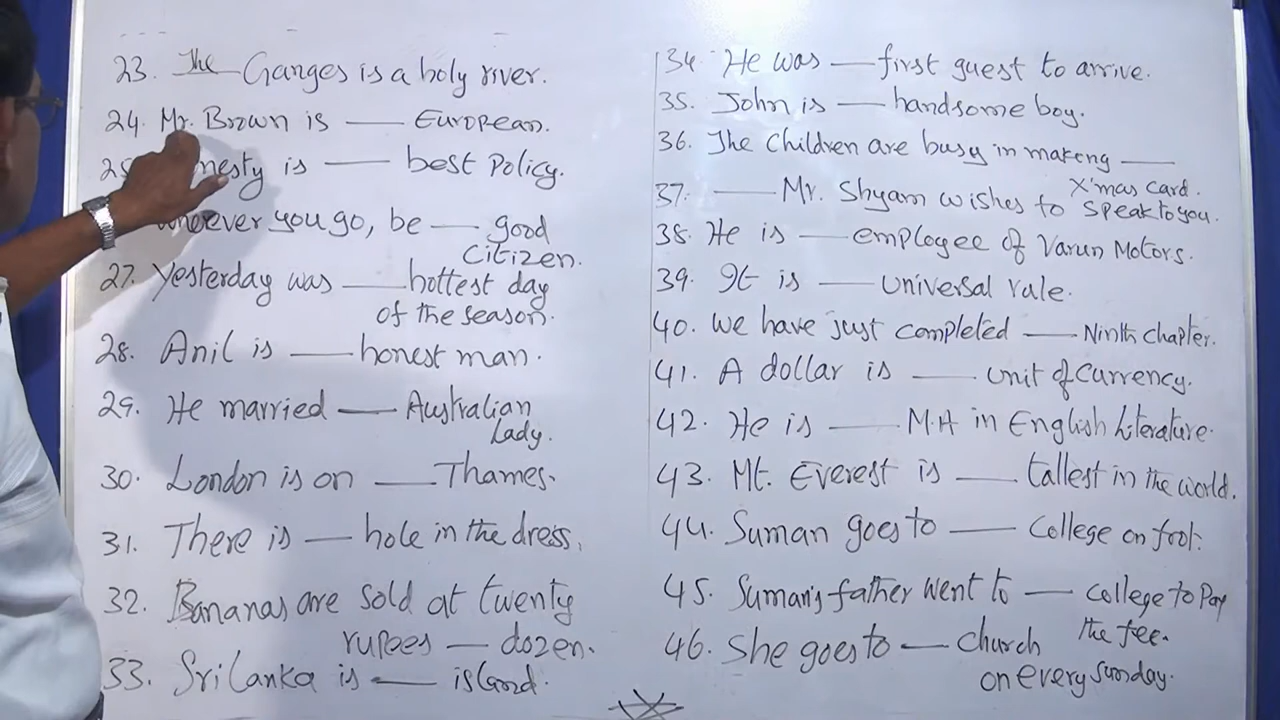 23. The Ganges is a holy river.
24. Mr. Brown is — European.
nesty is — best Policy.
ever you go, be — good
Citizen.
27. Yesterday was — hottest day
of the season.
28. Anil is — honest man.
29. He married — Australian
Lady.
30. London is on — Thames.
31. There is — hole in the dress.
32. Bananas are sold at twenty
rupees — dozen.
33. Sri Lanka is — island.
34. He was — first guest to arrive.
35. John is — handsome boy.
36. The Children are busy in making —
X'mas card.
37. — Mr. Shyam wishes to
Speak to you.
38. He is — employee of Varun Motors.
39. It is — Universal rule.
40. We have just completed — Ninth chapter.
41. A dollar is — unit of Currency.
42. He is — M.A in English Literature.
43. Mt. Everest is — tallest in the world.
44. Suman goes to — College on foot.
45. Suman's father went to — college to Pay
the fee.
46. She goes to — church
on every Sunday.